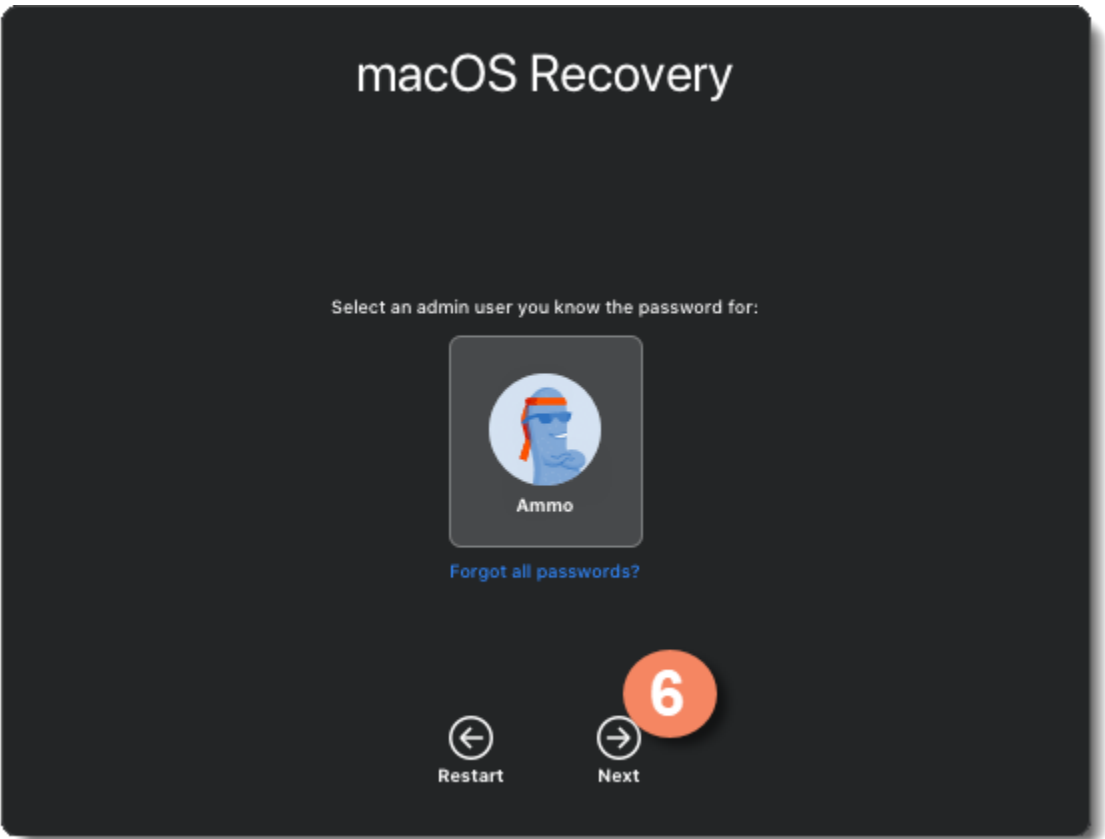 macOS Recovery
Select an admin user you know the password for:
Ammo
Forgot all passwords?
6
Restart
Next